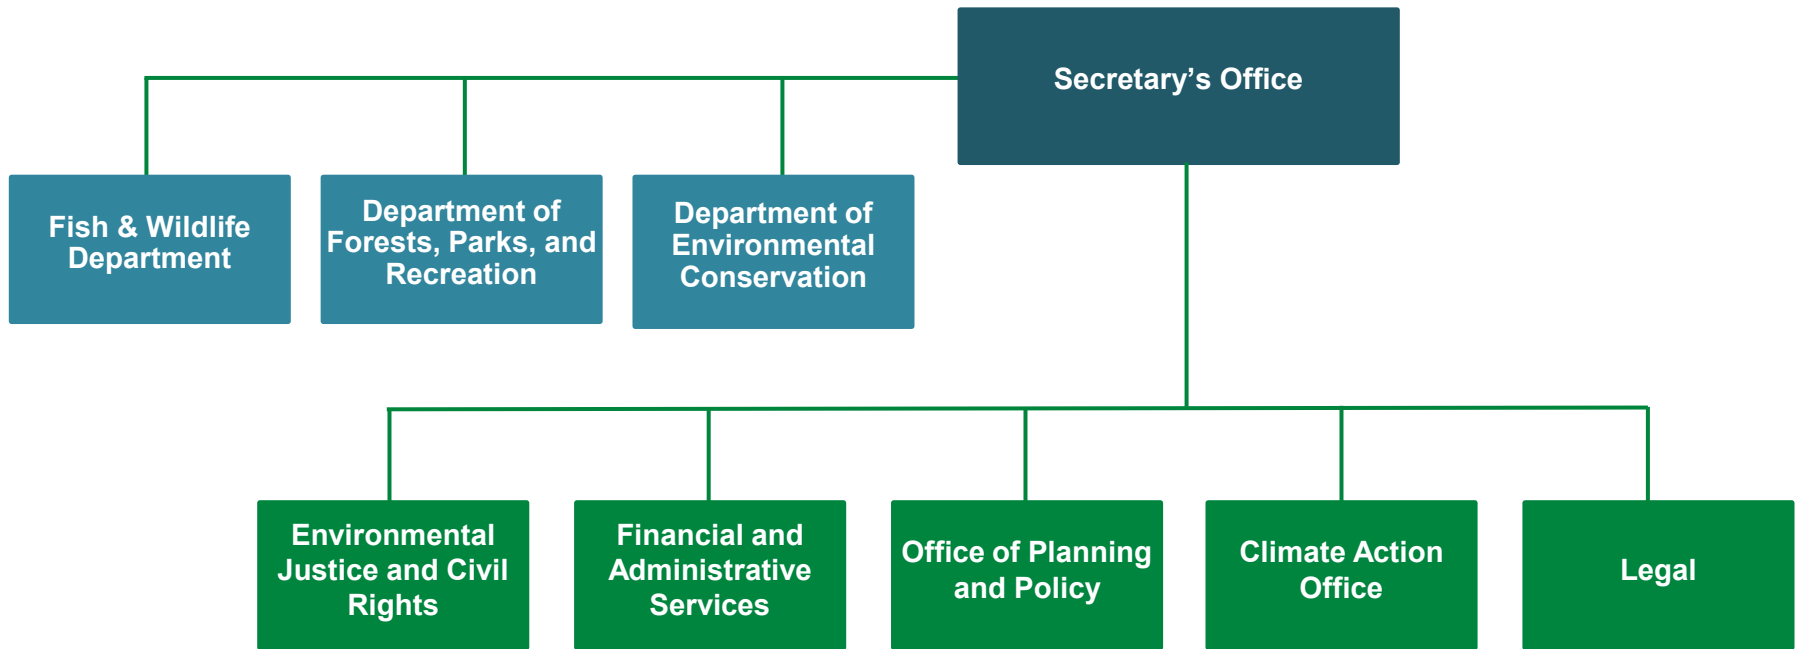 Secretary’s Office
Fish & Wildlife
Department
Department of
Forests, Parks, and
Recreation
Department of
Environmental
Conservation
Environmental
Justice and Civil
Rights
Financial and
Administrative
Services
Office of Planning
and Policy
Climate Action
Office
Legal